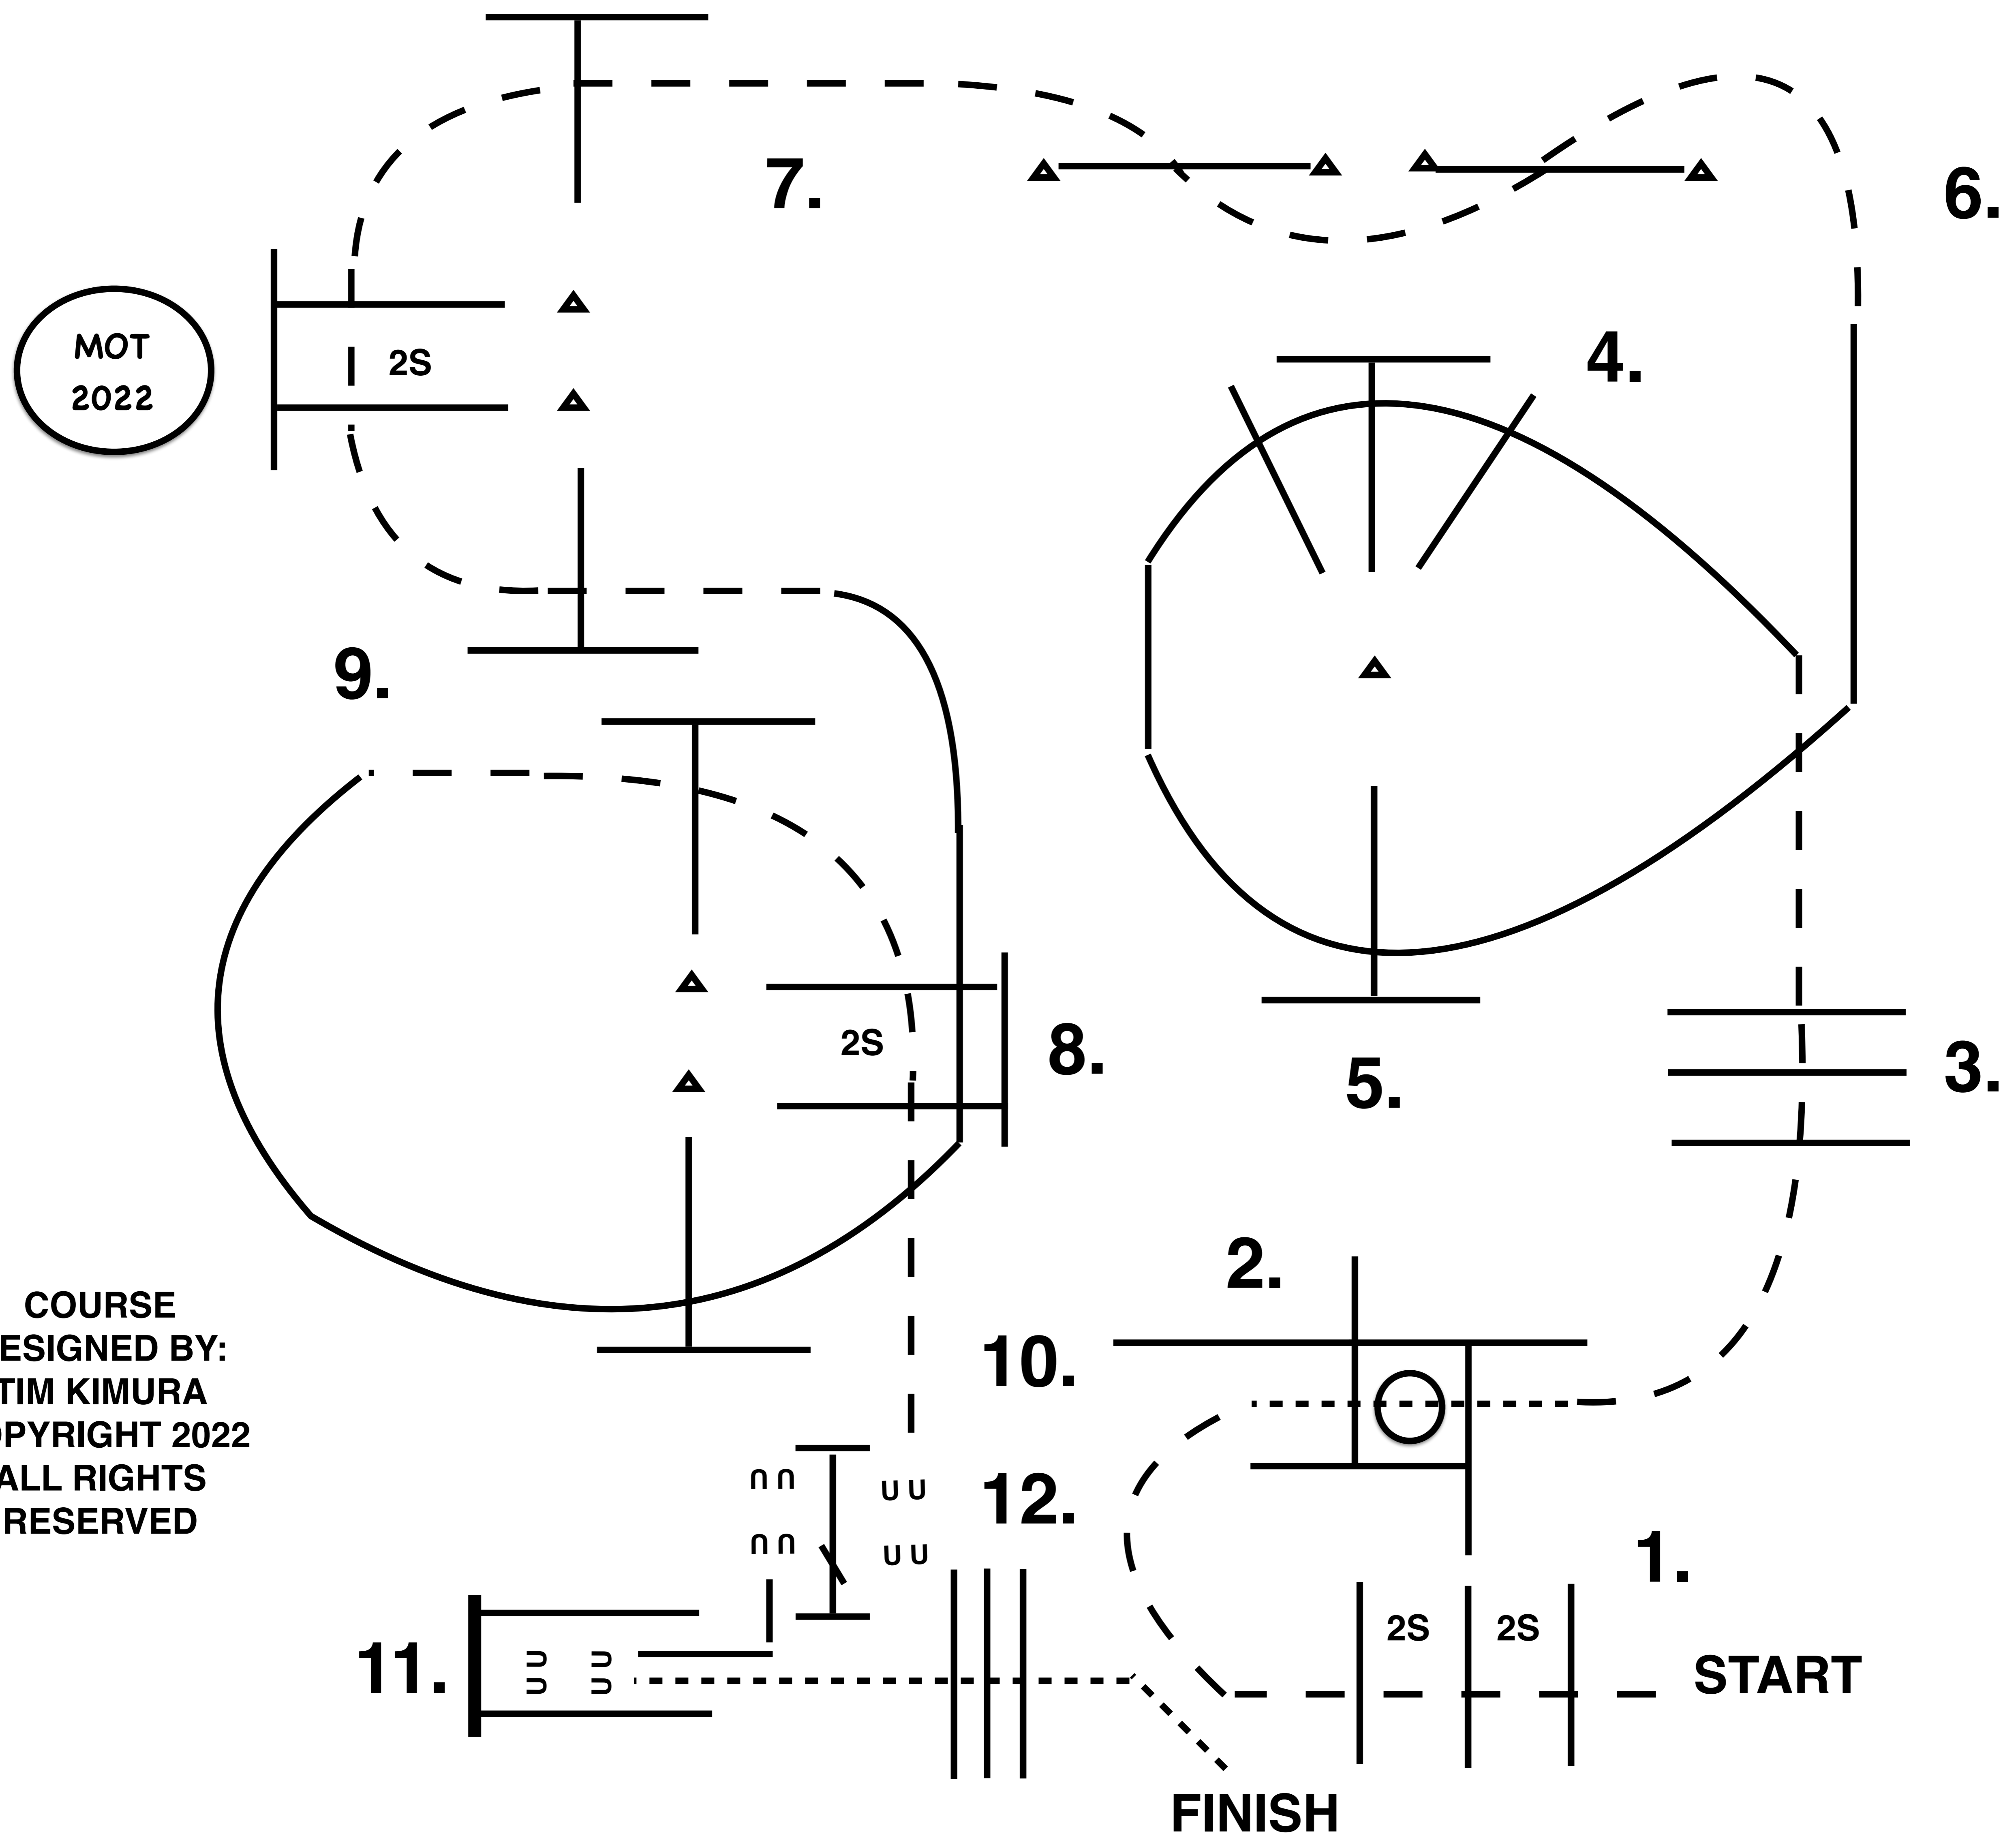 7.
6.
MOT
2022
2S
4.
9.
8.
2S
5.
3.
2.
COURSE
ESIGNED BY:
TIM KIMURA
OPYRIGHT 2022
ALL RIGHTS
RESERVED
10.
12.
1.
2S 2S
11.
START
FINISH